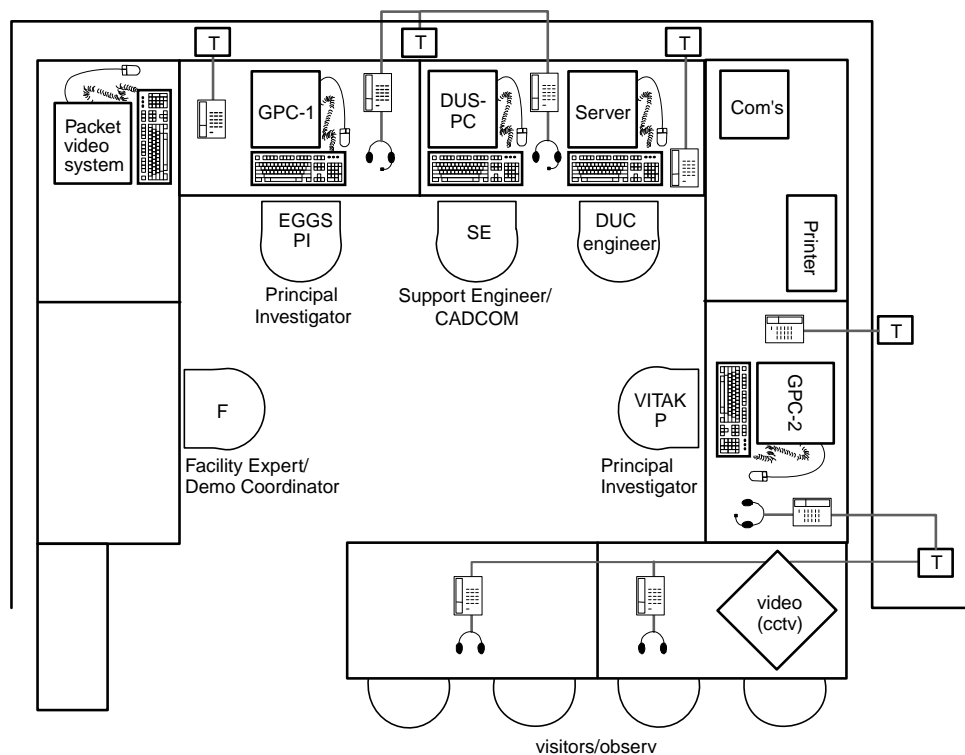 T
T
T
Packet
video
system
GPC-1
DUS-
PC
Server
Com's
Printer
EGGS
PI
SE
DUC
engineer
Principal
Investigator
Support Engineer/
CADCOM
T
F
VITAK
P
GPC-2
Facility Expert/
Demo Coordinator
Principal
Investigator
T
video
(cctv)
visitors/observ